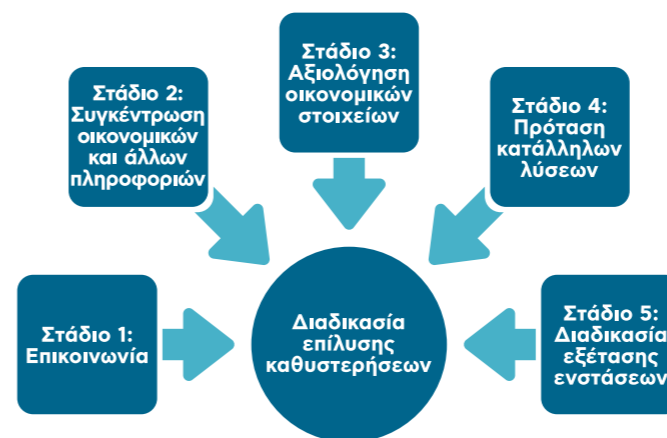 Στάδιο 1:
Επικοινωνία
Στάδιο 2:
Συγκέντρωση
οικονομικών
και άλλων
πληροφοριών
Στάδιο 3:
Αξιολόγηση
οικονομικών
στοιχείων
Στάδιο 4:
Πρόταση
κατάλληλων
λύσεων
Στάδιο 5:
Διαδικασία
εξέτασης
ενστάσεων
Διαδικασία
επίλυσης
καθυστερήσεων